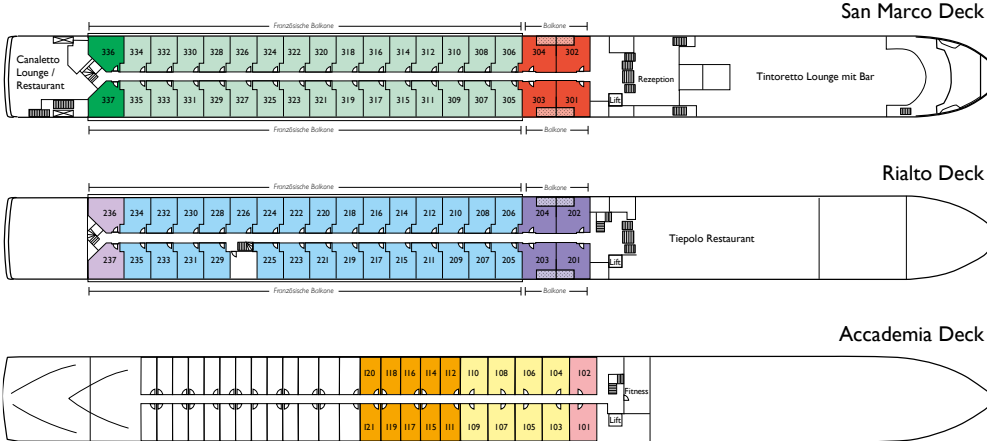 San Marco Deck
Französische Balkone Balkone
336 334 332 330 328 326 324 322 320 318 316 314 312 310 308 306 304 302
Canaletto
Lounge /
Restaurant
Rezeption
Tintoretto Lounge mit Bar
337 335 333 331 329 327 325 323 321 319 317 315 311 309 307 305 303 301
Lift
Französische Balkone Balkone
Rialto Deck
Französische Balkone Balkone
236 234 232 230 228 226 224 222 220 218 216 214 212 210 208 206 204 202
Tiepolo Restaurant
237 235 233 231 229 225 223 221 219 217 215 211 209 207 205 203 201
Lift
Französische Balkone Balkone
Accademia Deck
120 118 116 114 112 110 108 106 104 102
Fitness
121 119 117 115 111 109 107 105 103 101
Lift